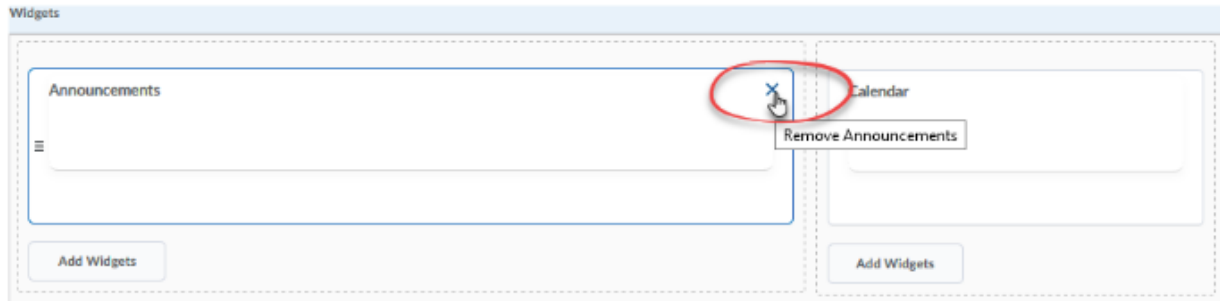 Widgets
Announcements
Calendar
Remove Announcements
Add Widgets
Add Widgets